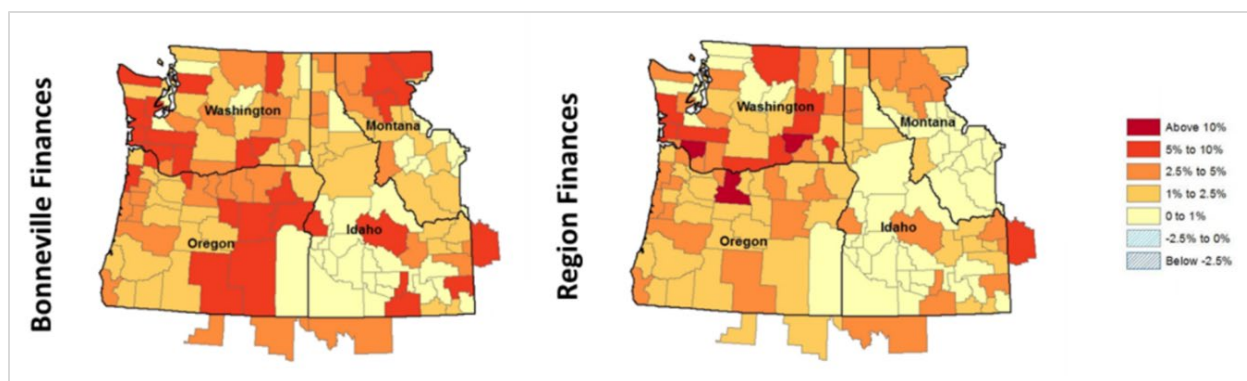 Bonneville Finances
Washington
Montana
Oregon
Idaho
Region Finances
Washington
Montana
Oregon
Idaho
Above 10%
5% to 10%
2.5% to 5%
1% to 2.5%
0 to 1%
-2.5% to 0%
Below -2.5%